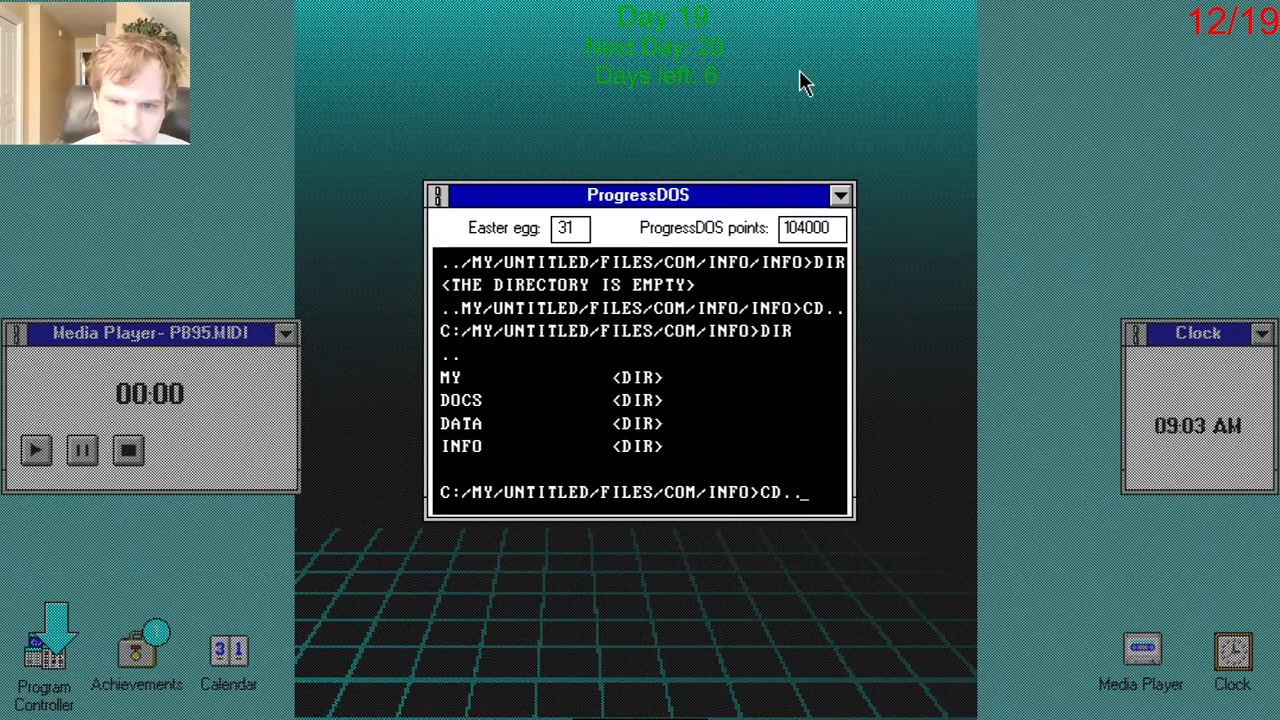 Day 19
Next Day: 20
Days left: 6
12/19
ProgressDOS
Easter egg: 31 ProgressDOS points: 104000
../MY/UNTITLED/FILES/COM/INFO/INFO>DIR
<THE DIRECTORY IS EMPTY>
..MY/UNTITLED/FILES/COM/INFO/INFO>CD..
C:/MY/UNTITLED/FILES/COM/INFO>DIR
..
MY <DIR>
DOCS <DIR>
DATA <DIR>
INFO <DIR>
C:/MY/UNTITLED/FILES/COM/INFO>CD.._
Media Player- PB95.MIDI
00:00
Clock
09:03 AM
Program
Controller
Achievements
31
Calendar
Media Player
Clock